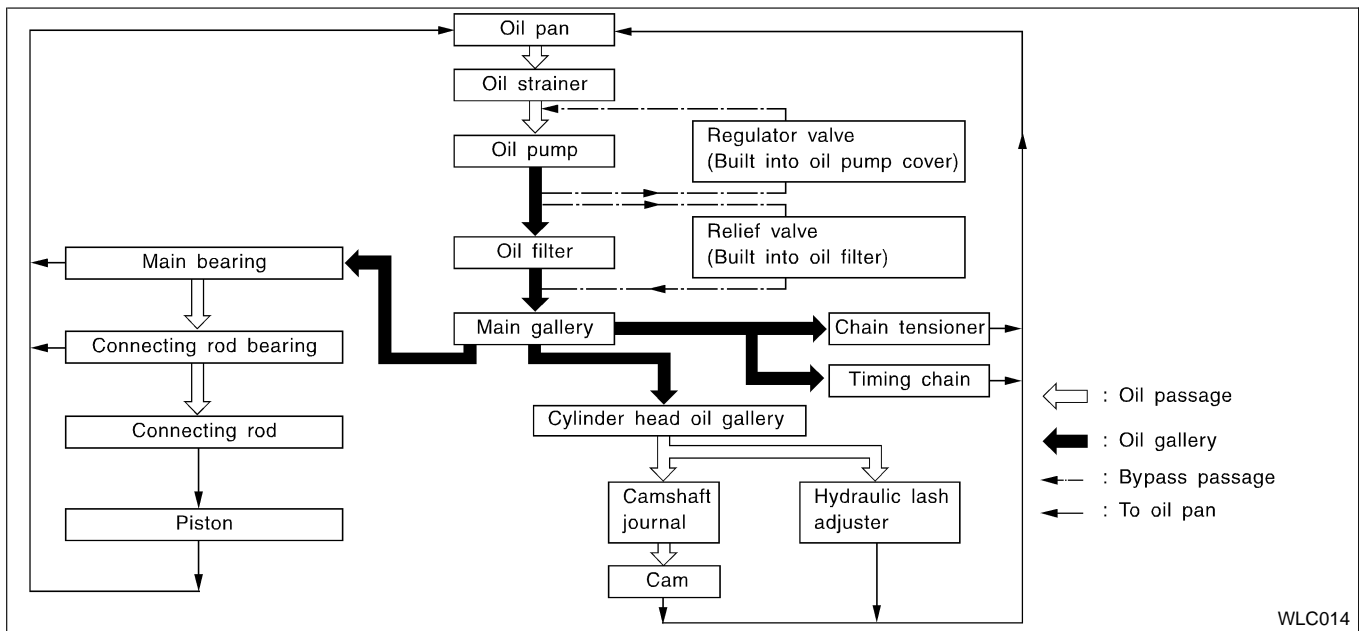 Oil pan
Oil strainer
Regulator valve
(Built into oil pump cover)
Oil pump
Relief valve
(Built into oil filter)
Oil filter
Main bearing
Main gallery
Chain tensioner
Connecting rod bearing
Timing chain
: Oil passage
Cylinder head oil gallery
Connecting rod
: Oil gallery
: Bypass passage
Camshaft
journal
Hydraulic lash
adjuster
: To oil pan
Piston
Cam
WLC014